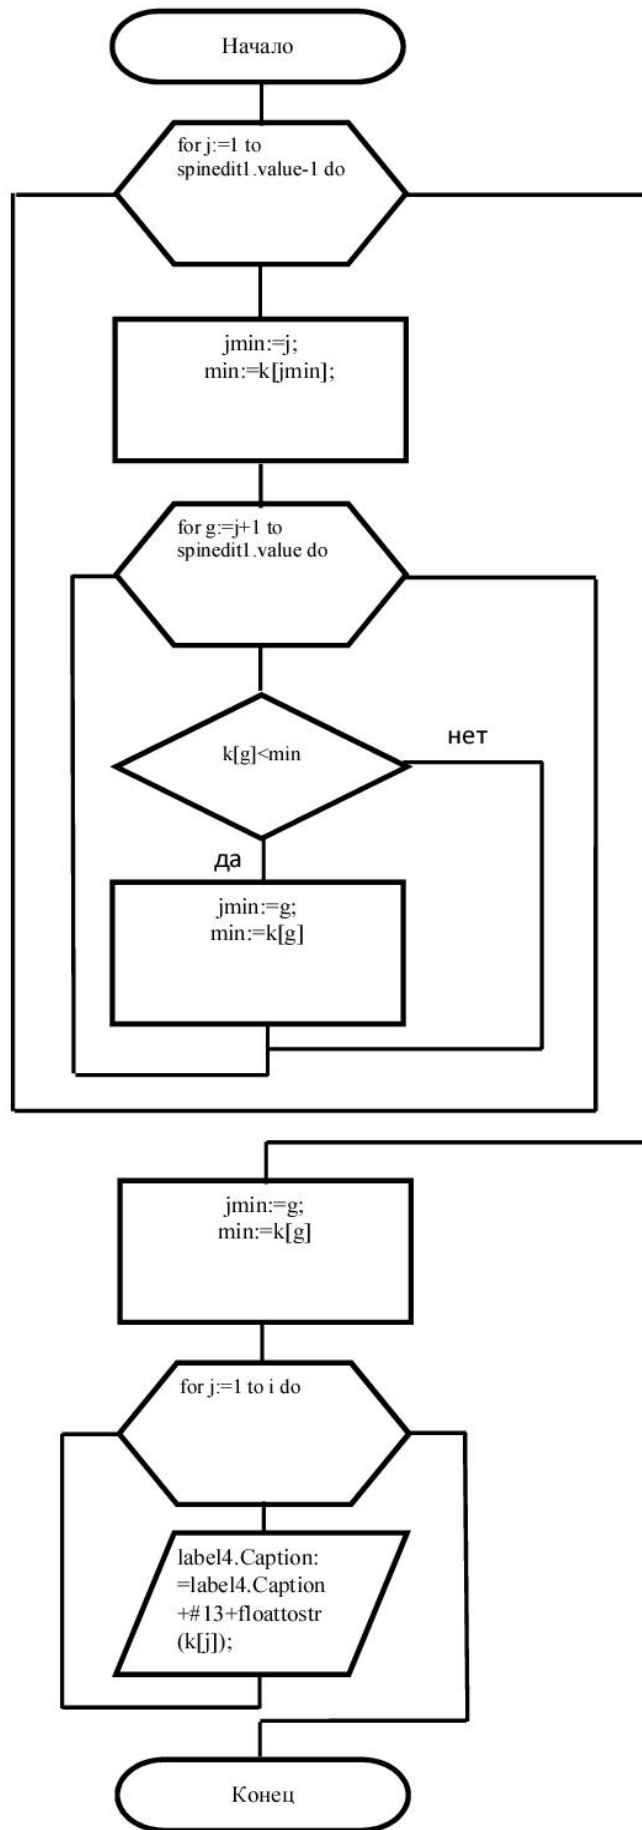 Начало
for j:=1 to
spinedit1.value-1 do
jmin:=j;
min:=k[jmin];
for g:=j+1 to
spinedit1.value do
k[g]<min
нет
да
jmin:=g;
min:=k[g]
jmin:=g;
min:=k[g]
for j:=1 to i do
label4.Caption:
=label4.Caption
+#13+floattostr
(k[j]);
Конец